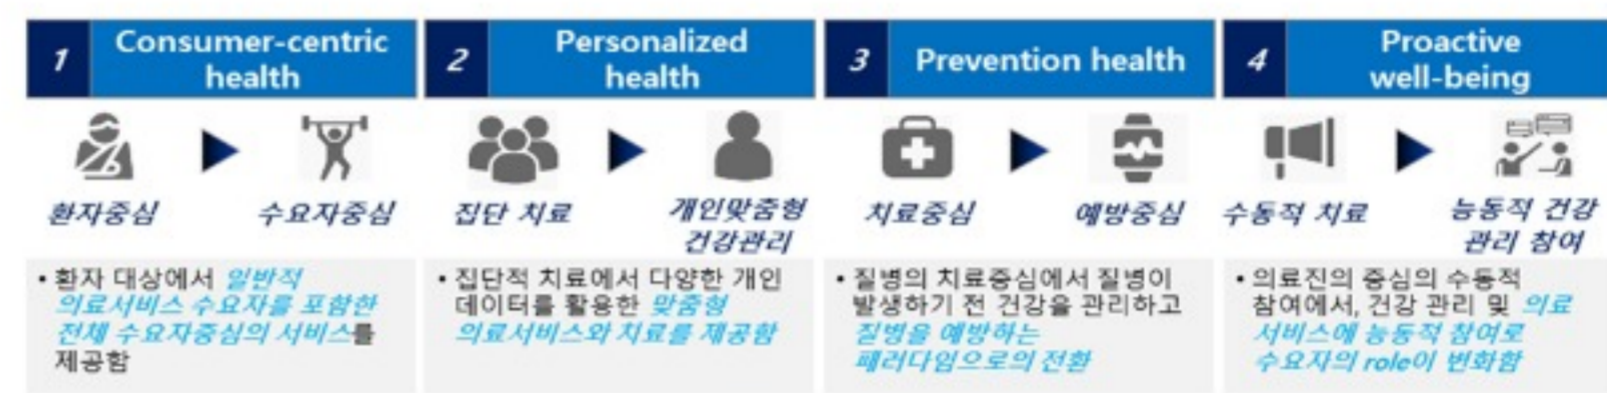 1
Consumer-centric
health
환자중심
수요자중심
• 환자 대상에서 일반적
의료서비스 수요자를 포함한
전체 수요자중심의 서비스를
제공함
2
Personalized
health
집단 치료
개인맞춤형
건강관리
• 집단적 치료에서 다양한 개인
데이터를 활용한 맞춤형
의료서비스와 치료를 제공함
3
Prevention health
치료중심
예방중심
• 질병의 치료중심에서 질병이
발생하기 전 건강을 관리하고
질병을 예방하는
패러다임으로의 전환
4
Proactive
well-being
수동적 치료
능동적 건강
관리 참여
• 의료진의 중심의 수동적
참여에서, 건강 관리 및 의료
서비스에 능동적 참여로
수요자의 role이 변화함